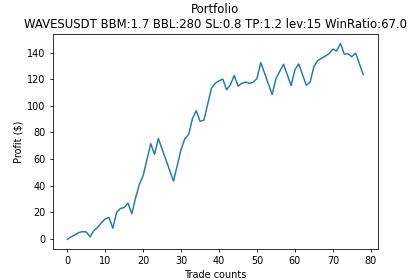 Portfolio
WAVESUSDT BBM:1.7 BBL:280 SL:0.8 TP:1.2 lev:15 WinRatio:67.0
Profit ($)
140
120
100
80
60
40
20
0
0 10 20 30 40 50 60 70 80
Trade counts